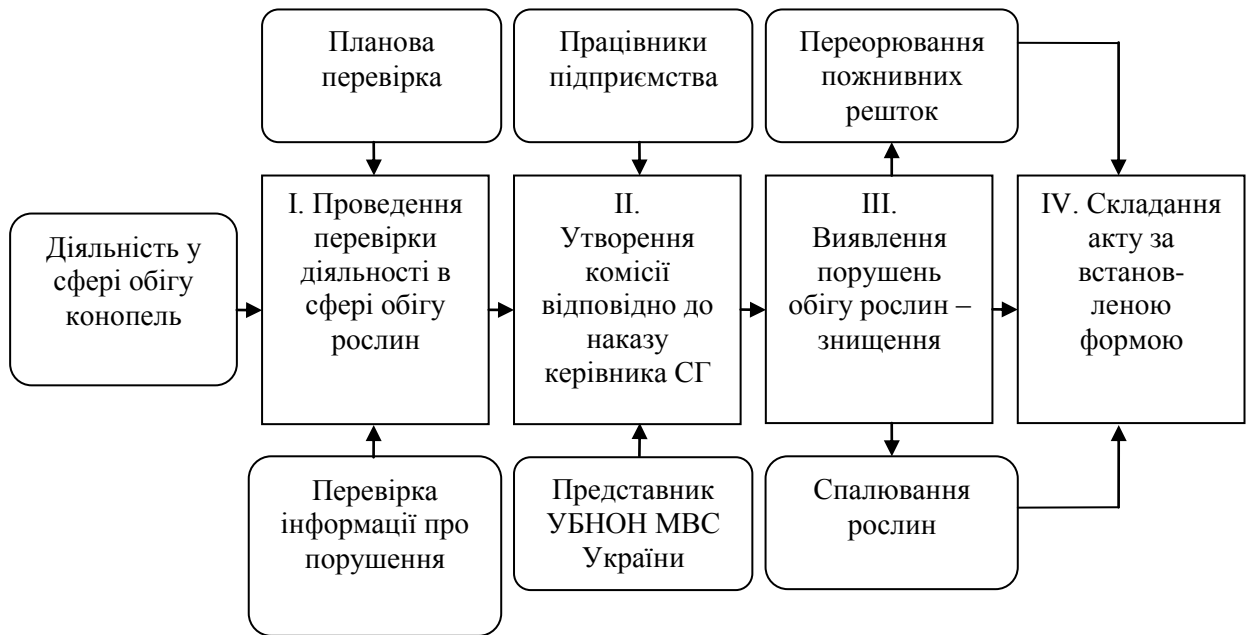 Планова
перевірка
Працівники
підприємства
Переорювання
пожнивних
решток
Діяльність у
сфері обігу
конопель
І. Проведення
перевірки
діяльності в
сфері обігу
рослин
ІІ.
Утворення
комісії
відповідно до
наказу
керівника СГ
ІІІ.
Виявлення
порушень
обігу рослин –
знищення
IV. Складання
акту за
встанов-
леною
формою
Перевірка
інформації про
порушення
Представник
УБНОН МВС
України
Спалювання
рослин